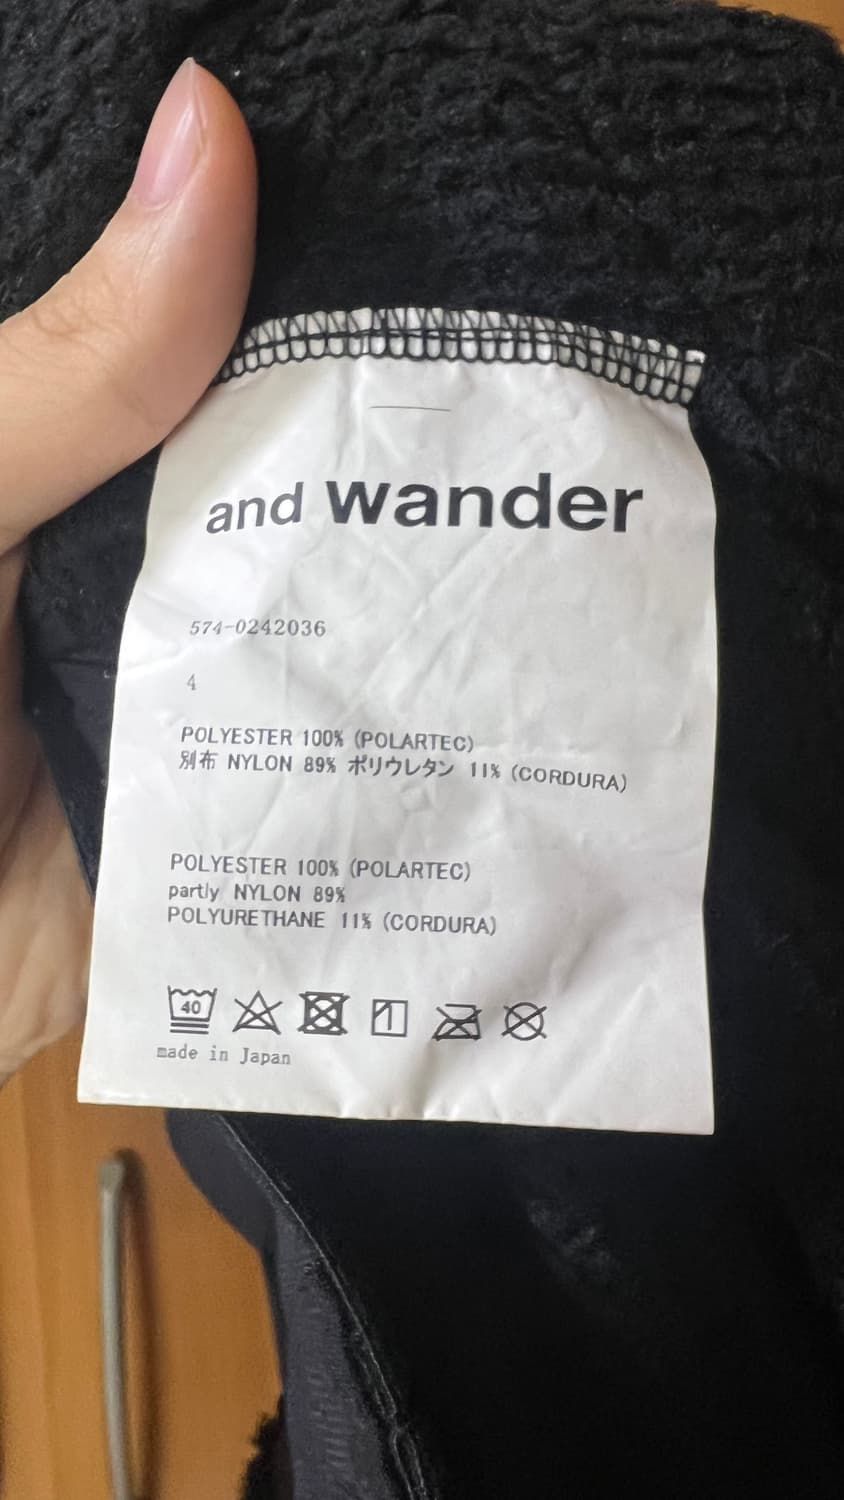 and wander
574-0242036
4
POLYESTER 100% (POLARTEC)
別布 NYLON 89% ポリウレタン 11% (CORDURA)
POLYESTER 100% (POLARTEC)
partly NYLON 89%
POLYURETHANE 11% (CORDURA)
40
made in Japan